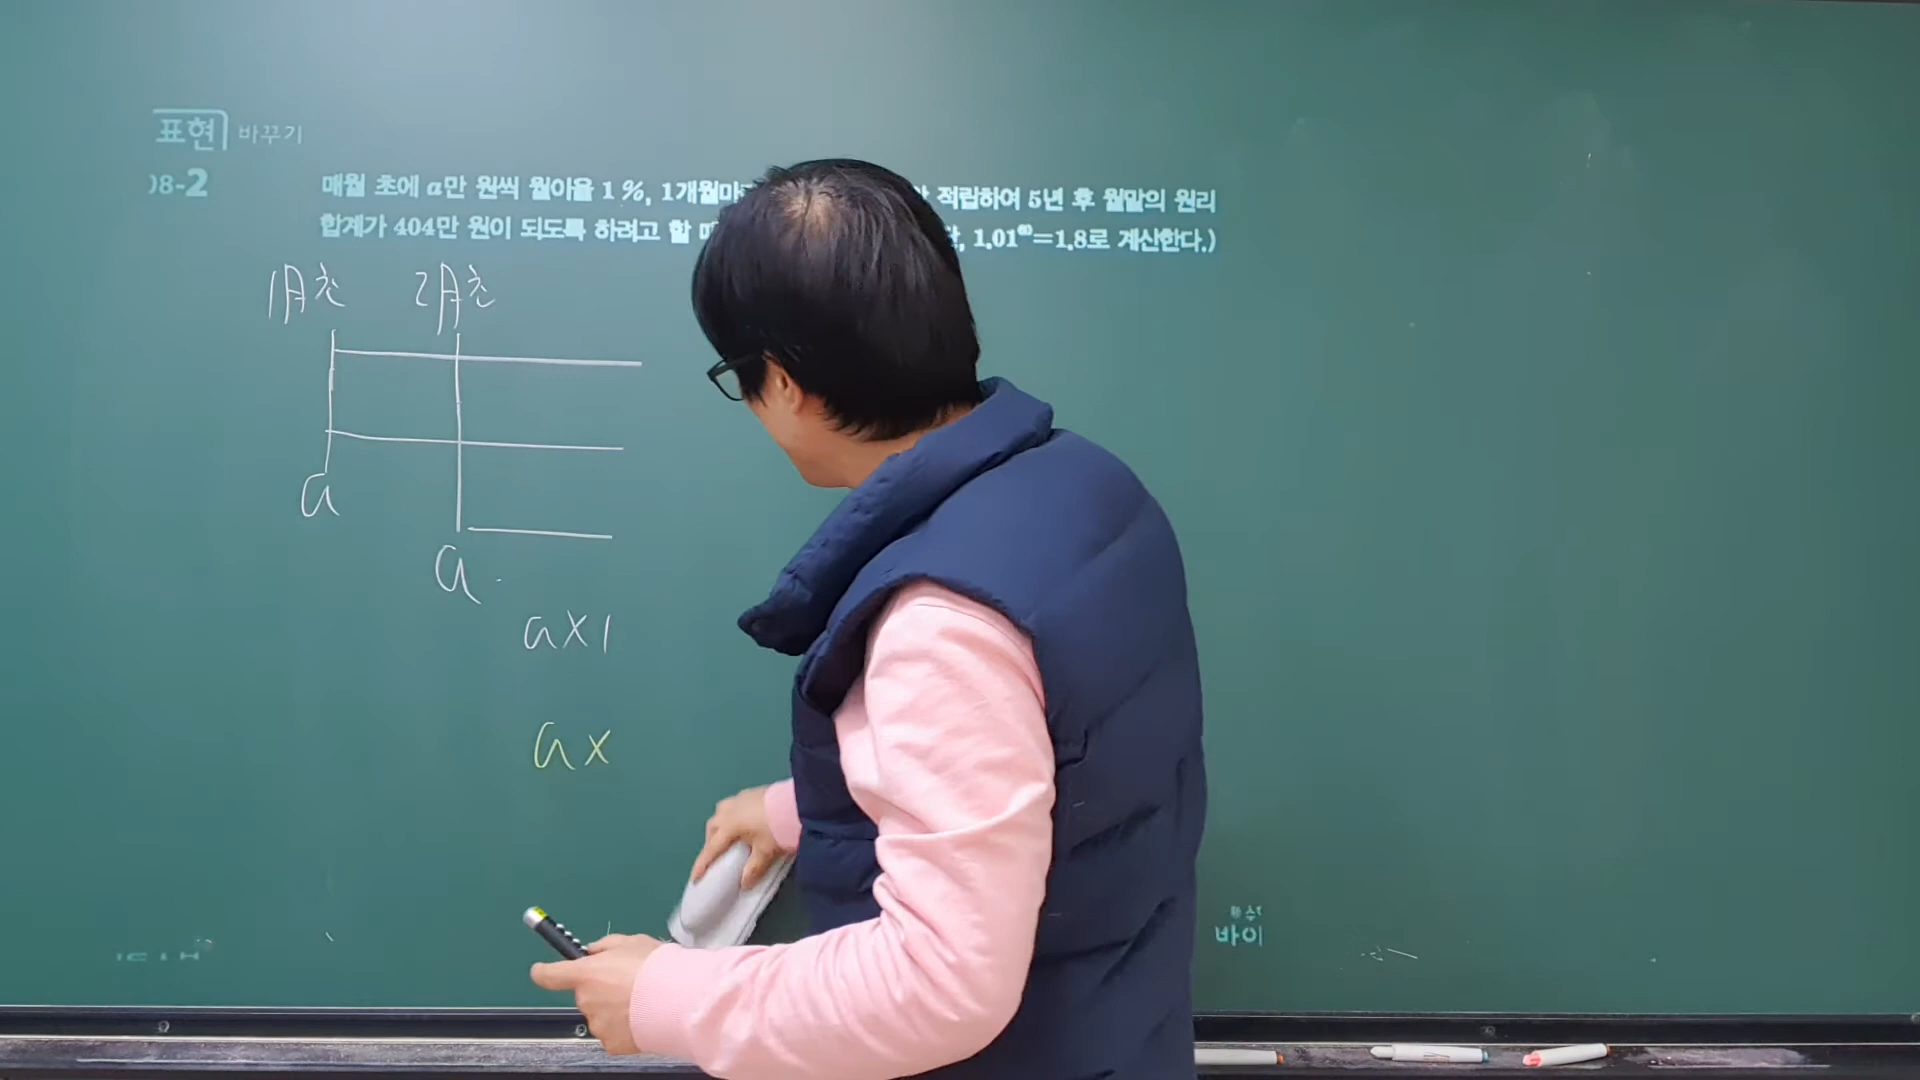 표현 바꾸기
08-2
매월 초에 a만 원씩 월이율 1%, 1개월마 적립하여 5년 후 월말의 원리
합계가 404만 원이 되도록 하려고 할 때 1.01⁶⁰=1.8로 계산한다.)
1月초 2月초
a
a
a×1
a×
바이